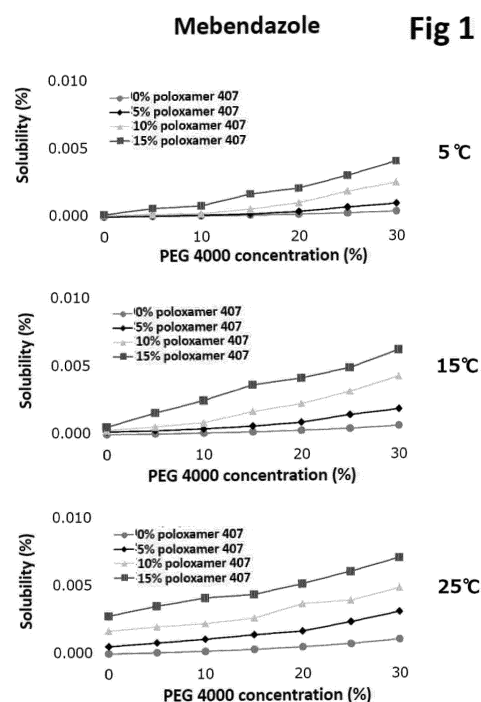 Mebendazole
Fig 1
0.010
0% poloxamer 407
5% poloxamer 407
10% poloxamer 407
15% poloxamer 407
Solubility (%)
0.005
5℃
0.000
0 10 20 30
PEG 4000 concentration (%)
0.010
0% poloxamer 407
5% poloxamer 407
10% poloxamer 407
15% poloxamer 407
Solubility (%)
0.005
15℃
0.000
0 10 20 30
PEG 4000 concentration (%)
0.010
0% poloxamer 407
5% poloxamer 407
10% poloxamer 407
15% poloxamer 407
Solubility (%)
0.005
25℃
0.000
0 10 20 30
PEG 4000 concentration (%)